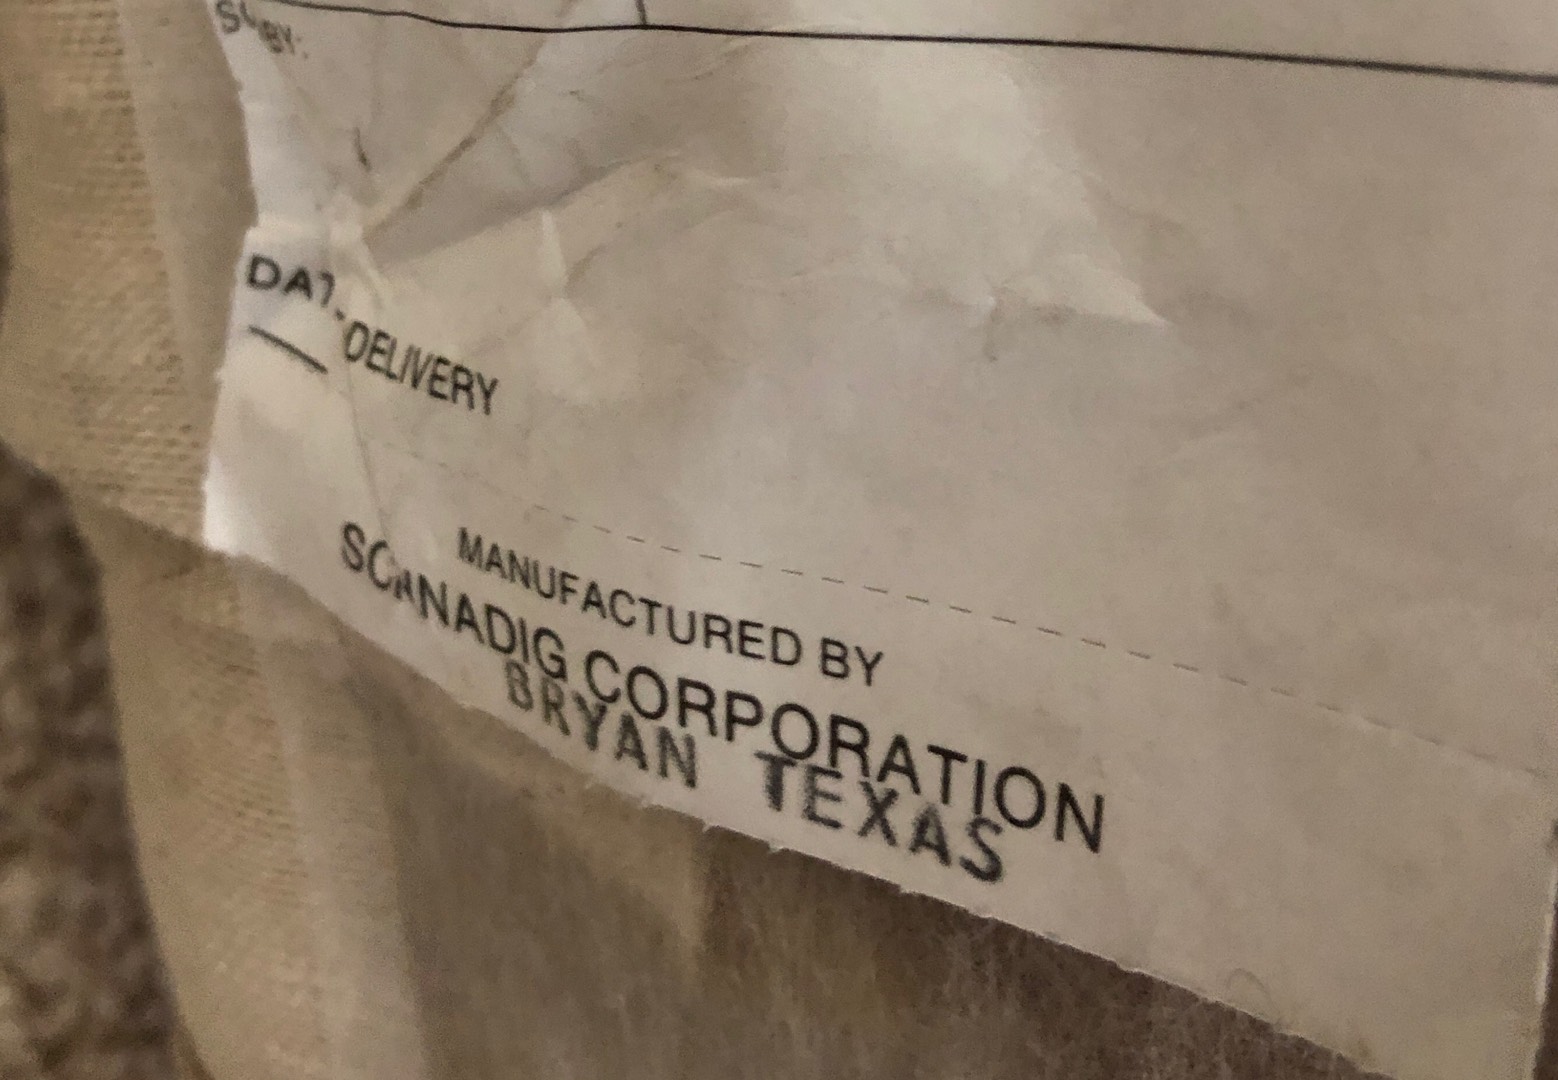 DELIVERY
MANUFACTURED BY
SCHNADIG CORPORATION
BRYAN TEXAS